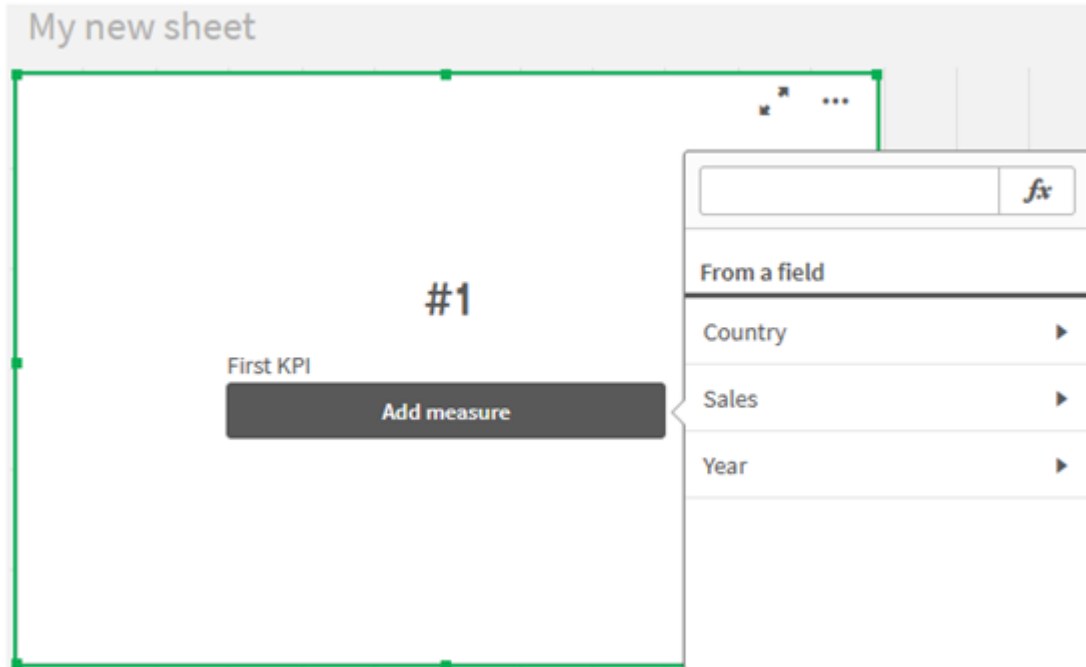 My new sheet
...
fx
From a field
#1
Country
First KPI
Add measure
Sales
Year